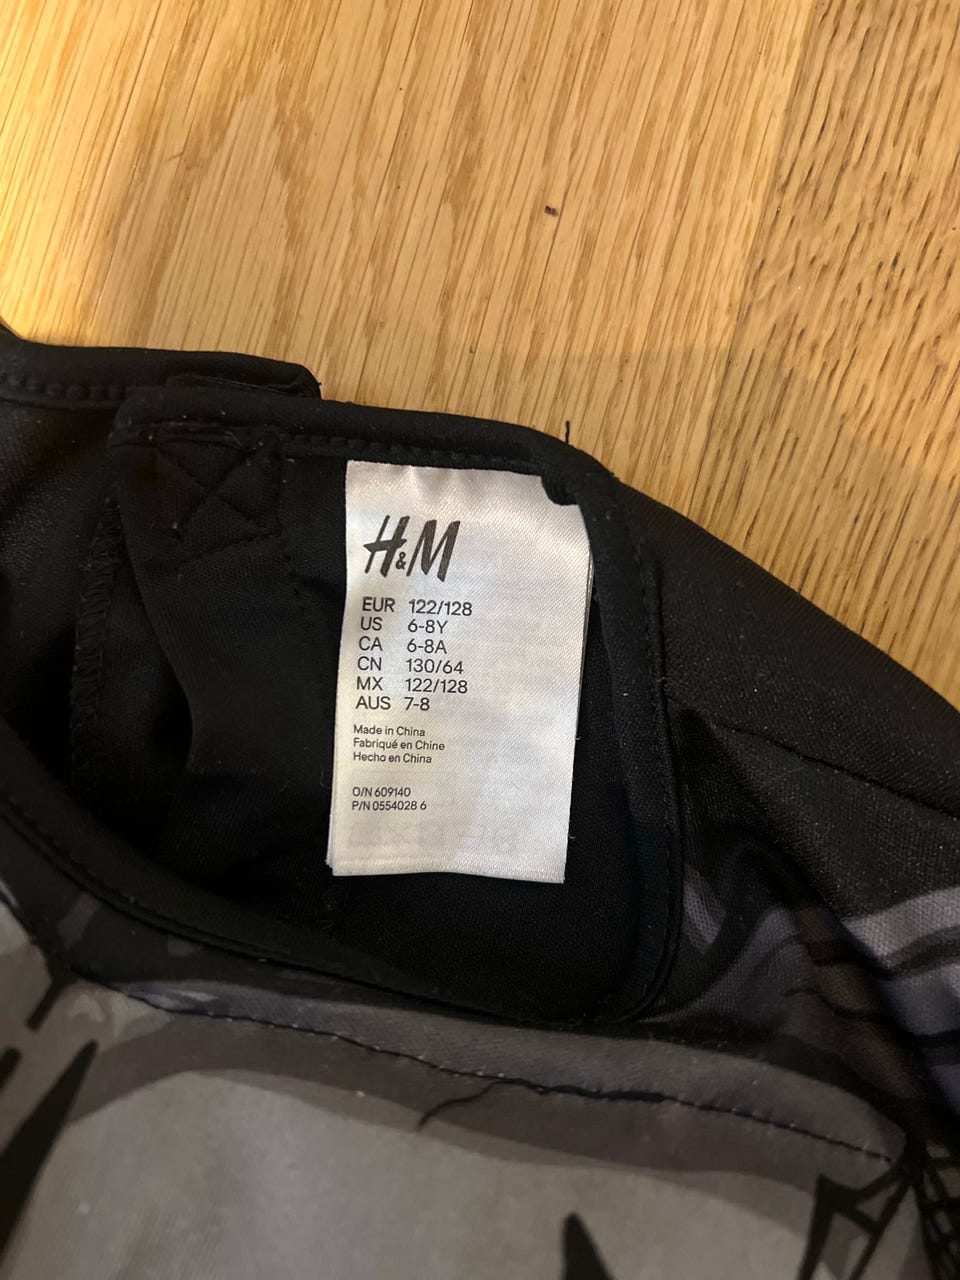 H&M
EUR 122/128
US 6-8Y
CA 6-8A
CN 130/64
MX 122/128
AUS 7-8
Made in China
Fabriqué en Chine
Hecho en China
O/N 609140
P/N 0554028 6